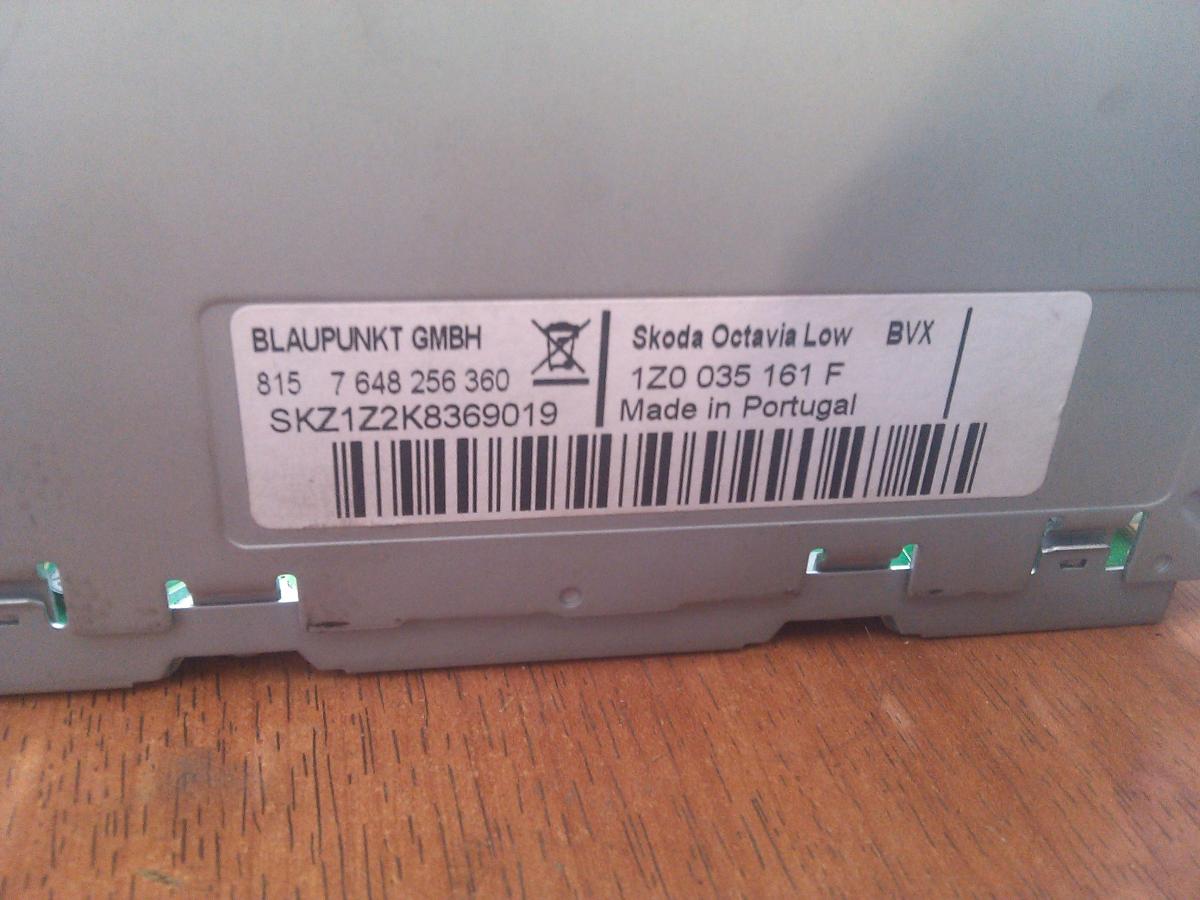 BLAUPUNKT GMBH
815 7 648 256 360
SKZ1Z2K8369019
Skoda Octavia Low BVX
1Z0 035 161 F
Made in Portugal